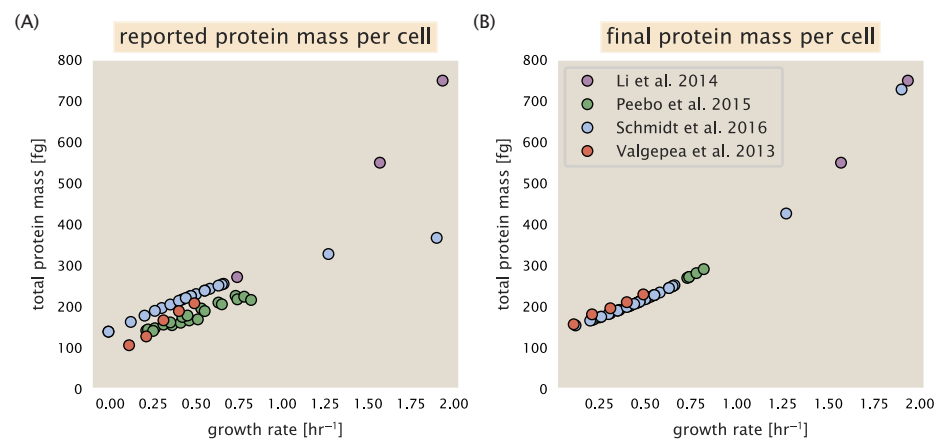 (A)
reported protein mass per cell
800
700
600
500
400
300
200
100
0
total protein mass [fg]
0.00 0.25 0.50 0.75 1.00 1.25 1.50 1.75 2.00
growth rate [hr⁻¹]
(B)
final protein mass per cell
800
700
600
500
400
300
200
100
0
total protein mass [fg]
Li et al. 2014
Peebo et al. 2015
Schmidt et al. 2016
Valgepea et al. 2013
0.25 0.50 0.75 1.00 1.25 1.50 1.75 2.00
growth rate [hr⁻¹]